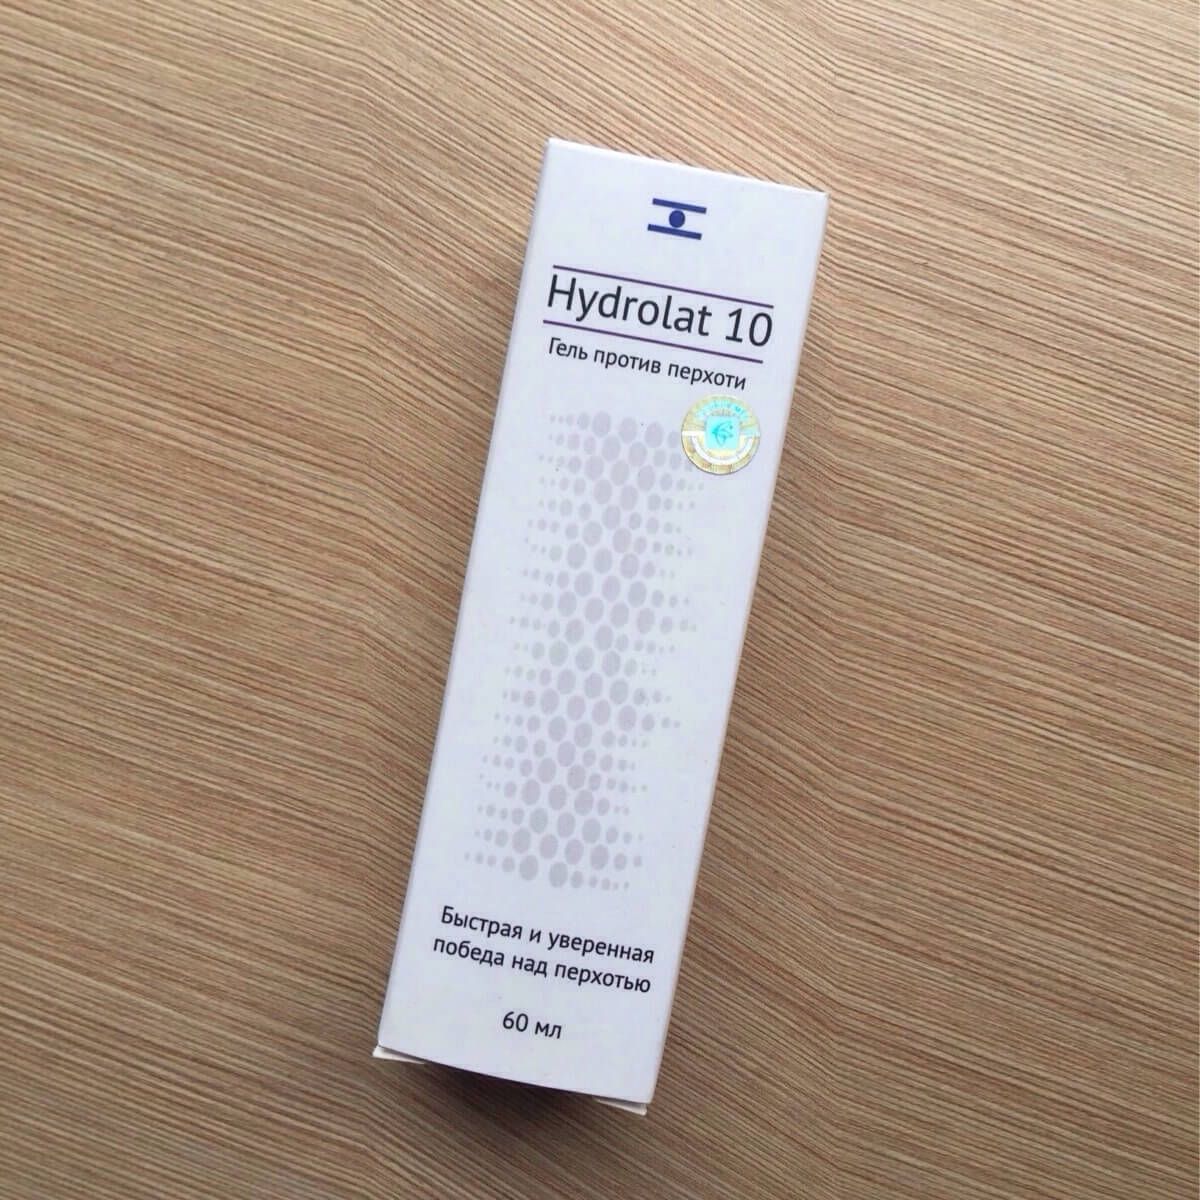 Hydrolat 10
Гель против перхоти
Быстрая и уверенная
победа над перхотью
60 мл